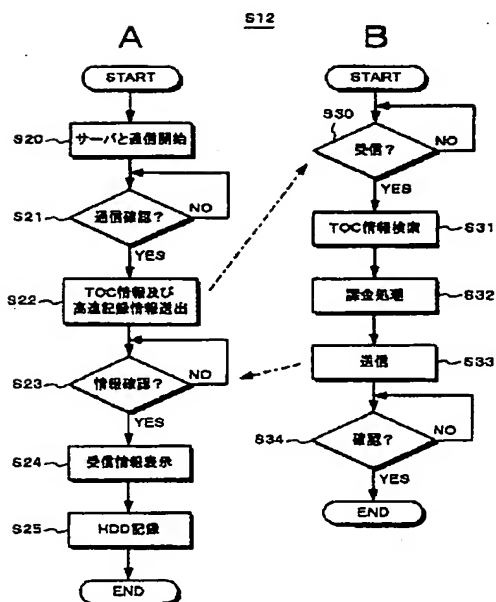 S12
A
START
S20
サーバと通信開始
S21
通信確認？
NO
YES
S22
TOC情報及び
高速記録情報送出
S23
情報確認？
NO
YES
S24
受信情報表示
S25
HDD記録
END
B
START
S30
受信？
NO
YES
TOC情報検索
S31
課金処理
S32
送信
S33
S34
確認？
NO
YES
END